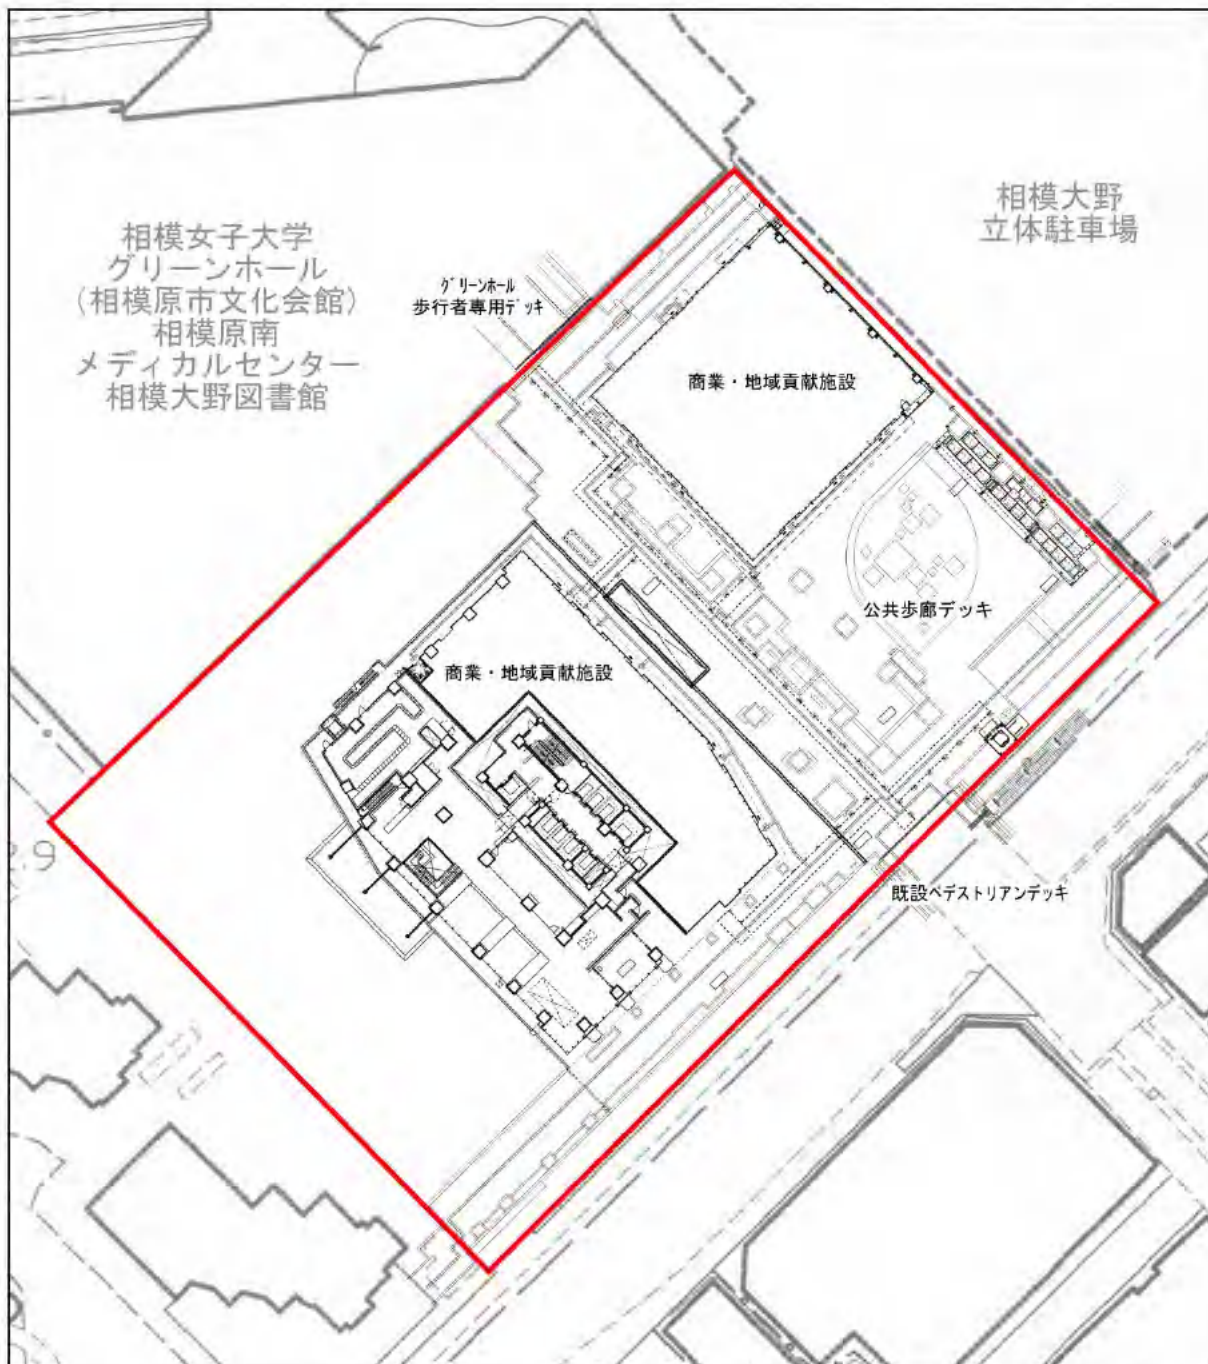 相模女子大学
グリーンホール
(相模原市文化会館)
相模原南
メディカルセンター
相模大野図書館
相模大野
立体駐車場
グリーンホール
歩行者専用デッキ
商業・地域貢献施設
公共歩廊デッキ
商業・地域貢献施設
既設ペデストリアンデッキ